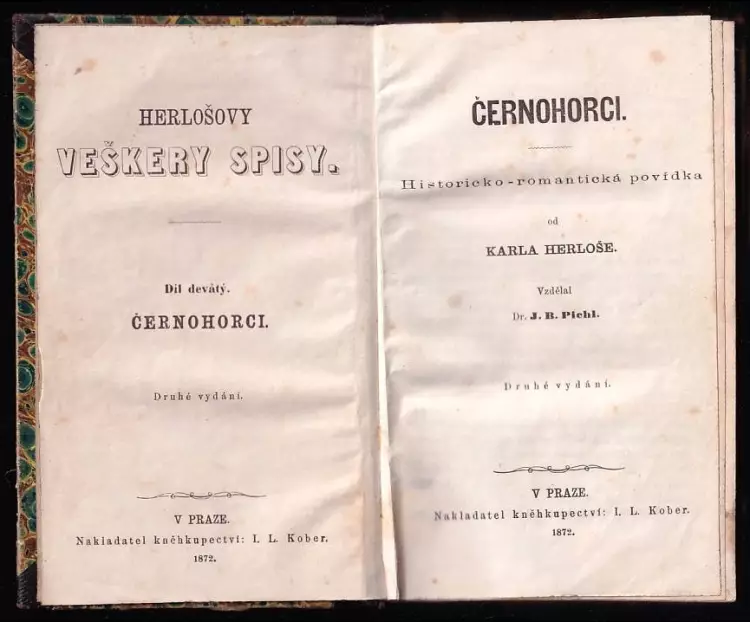 HERLOŠOVY
VEŠKERY SPISY.
Díl devátý.
ČERNOHORCI.
Druhé vydání.
V PRAZE.
Nakladatel kněhkupectví: I. L. Kober.
1872.
ČERNOHORCI.
Historicko-romantická povídka
od
KARLA HERLOŠE.
Vzdělal
Dr. J. B. Pichl.
Druhé vydání.
V PRAZE.
Nakladatel kněhkupectví: I. L. Kober.
1872.